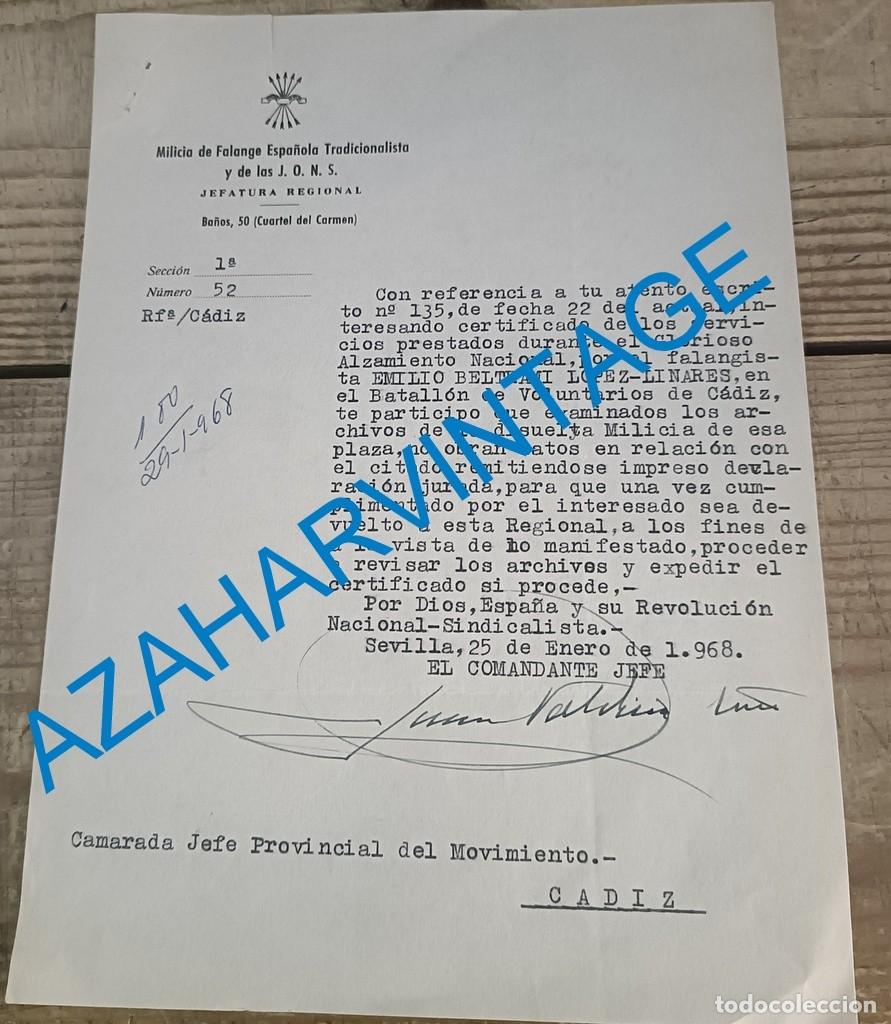 Milicia de Falange Española Tradicionalista
y de las J. O. N. S.
JEFATURA REGIONAL
Baños, 50 (Cuartel del Carmen)
Sección 1ª
Número 52
Rfª/Cádiz
180
29-1-968
Con referencia a tu atento escri-
to nº 135, de fecha 22 del actual, in-
teresando certificado de los servi-
cios prestados durante el Glorioso
Alzamiento Nacional, por el falangis-
ta EMILIO BELTRAMI LOPEZ-LINARES, en
el Batallón de Voluntarios de Cádiz,
te participo que examinados los ar-
chivos de la disuelta Milicia de esa
plaza, no obran datos en relación con
el citado remitiendose impreso decla-
ración jurada, para que una vez cum-
primentado por el interesado sea de-
vuelto a esta Regional, a los fines de
a la vista de lo manifestado, proceder
a revisar los archivos y expedir el
certificado si procede,-
Por Dios, España y su Revolución
Nacional-Sindicalista.-
Sevilla, 25 de Enero de 1.968.
EL COMANDANTE JEFE
Juan
Camarada Jefe Provincial del Movimiento.-
C A D I Z
AZAHARVINTAGE
todocoleccion